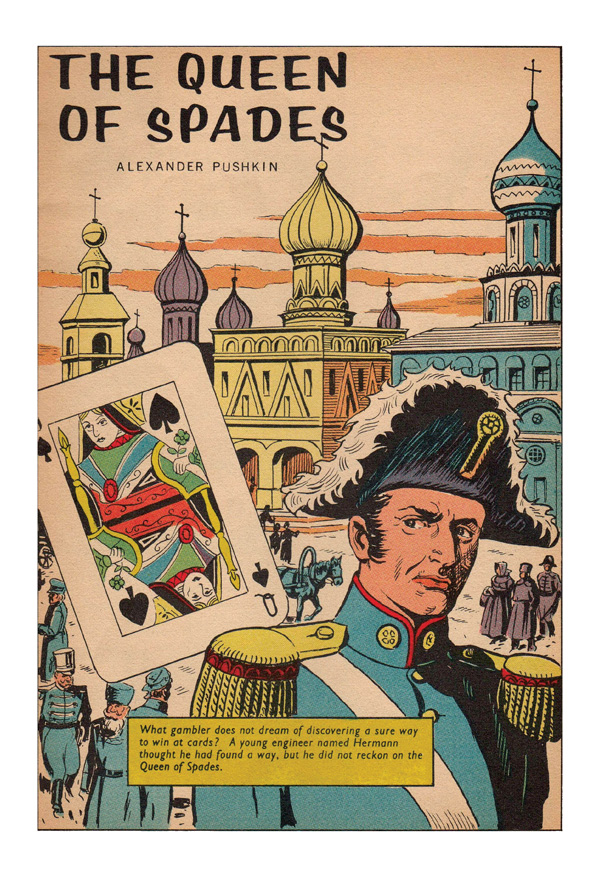 THE QUEEN
OF SPADES
ALEXANDER PUSHKIN
Q
What gambler does not dream of discovering a sure way
to win at cards? A young engineer named Hermann
thought he had found a way, but he did not reckon on the
Queen of Spades.